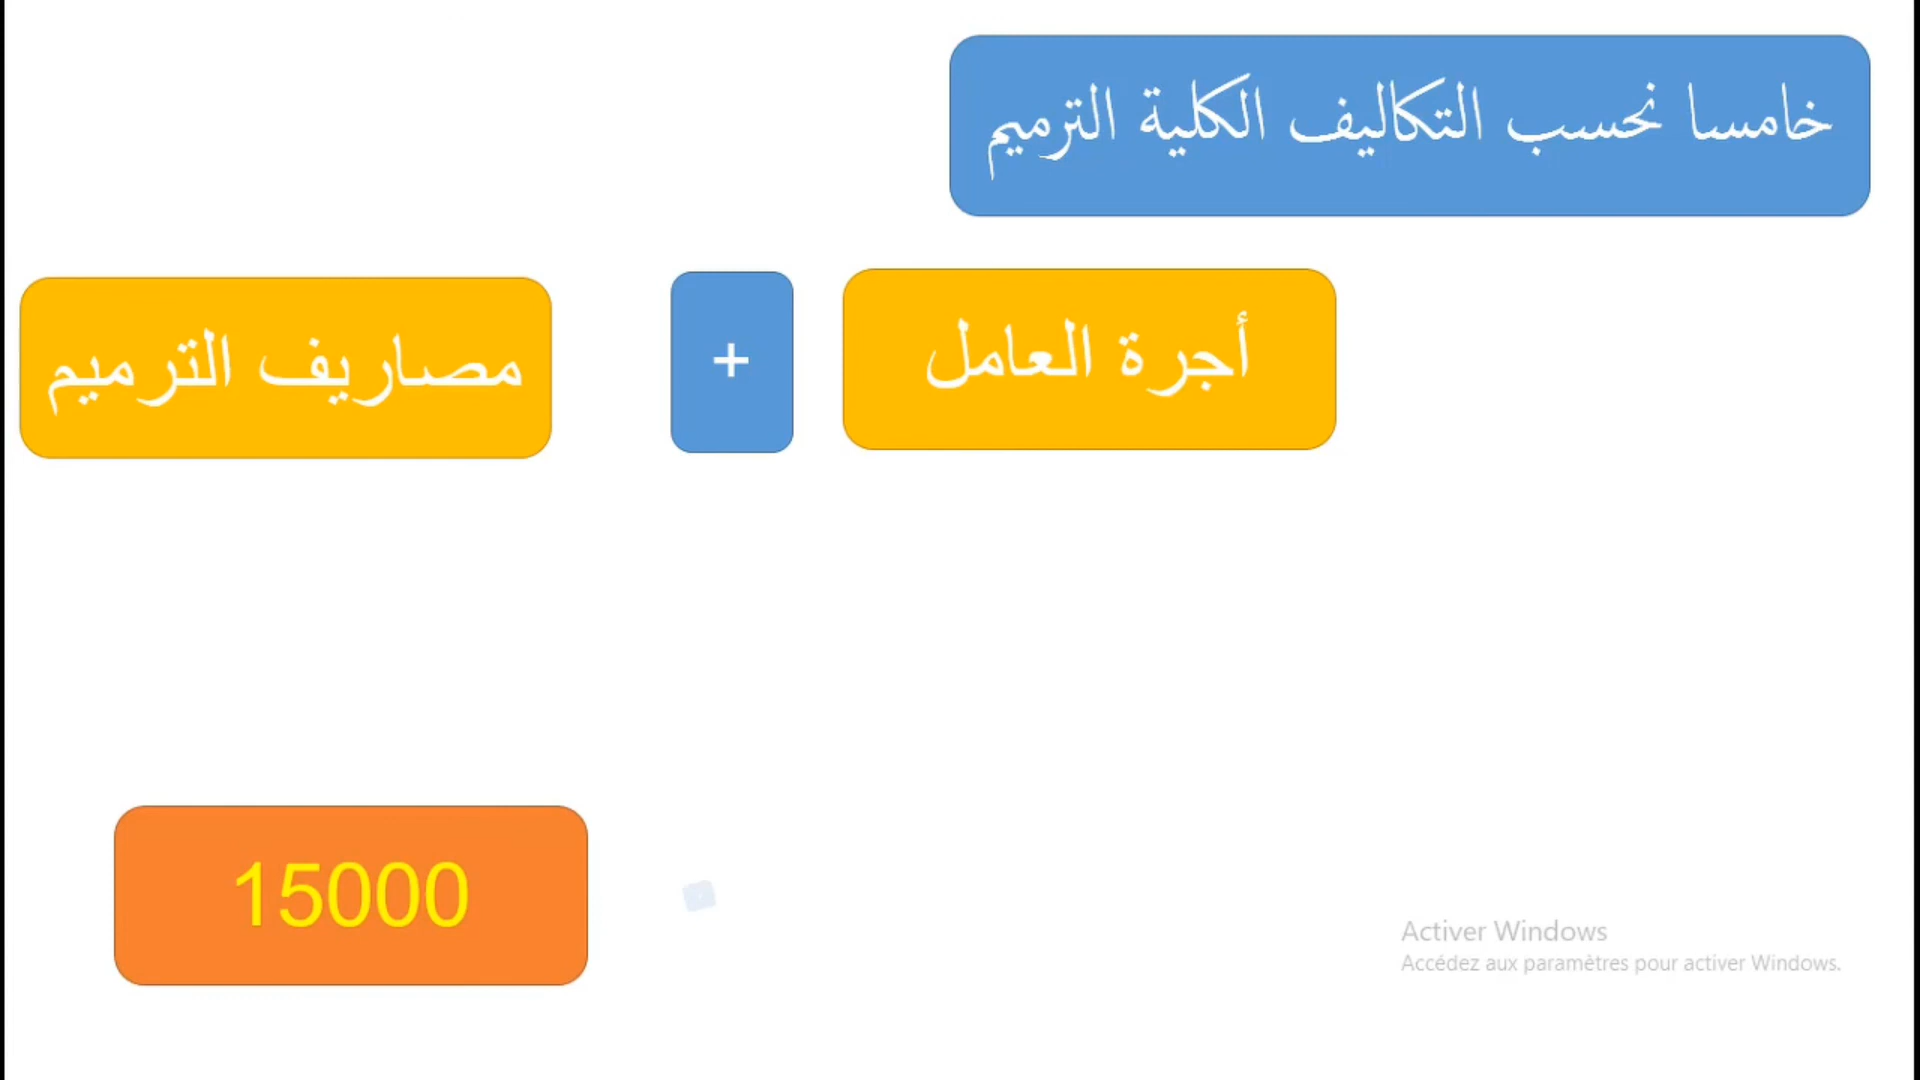 خامسا نحسب التكاليف الكلية الترميم
أجرة العامل
+
مصاريف الترميم
15000
Activer Windows
Accédez aux paramètres pour activer Windows.